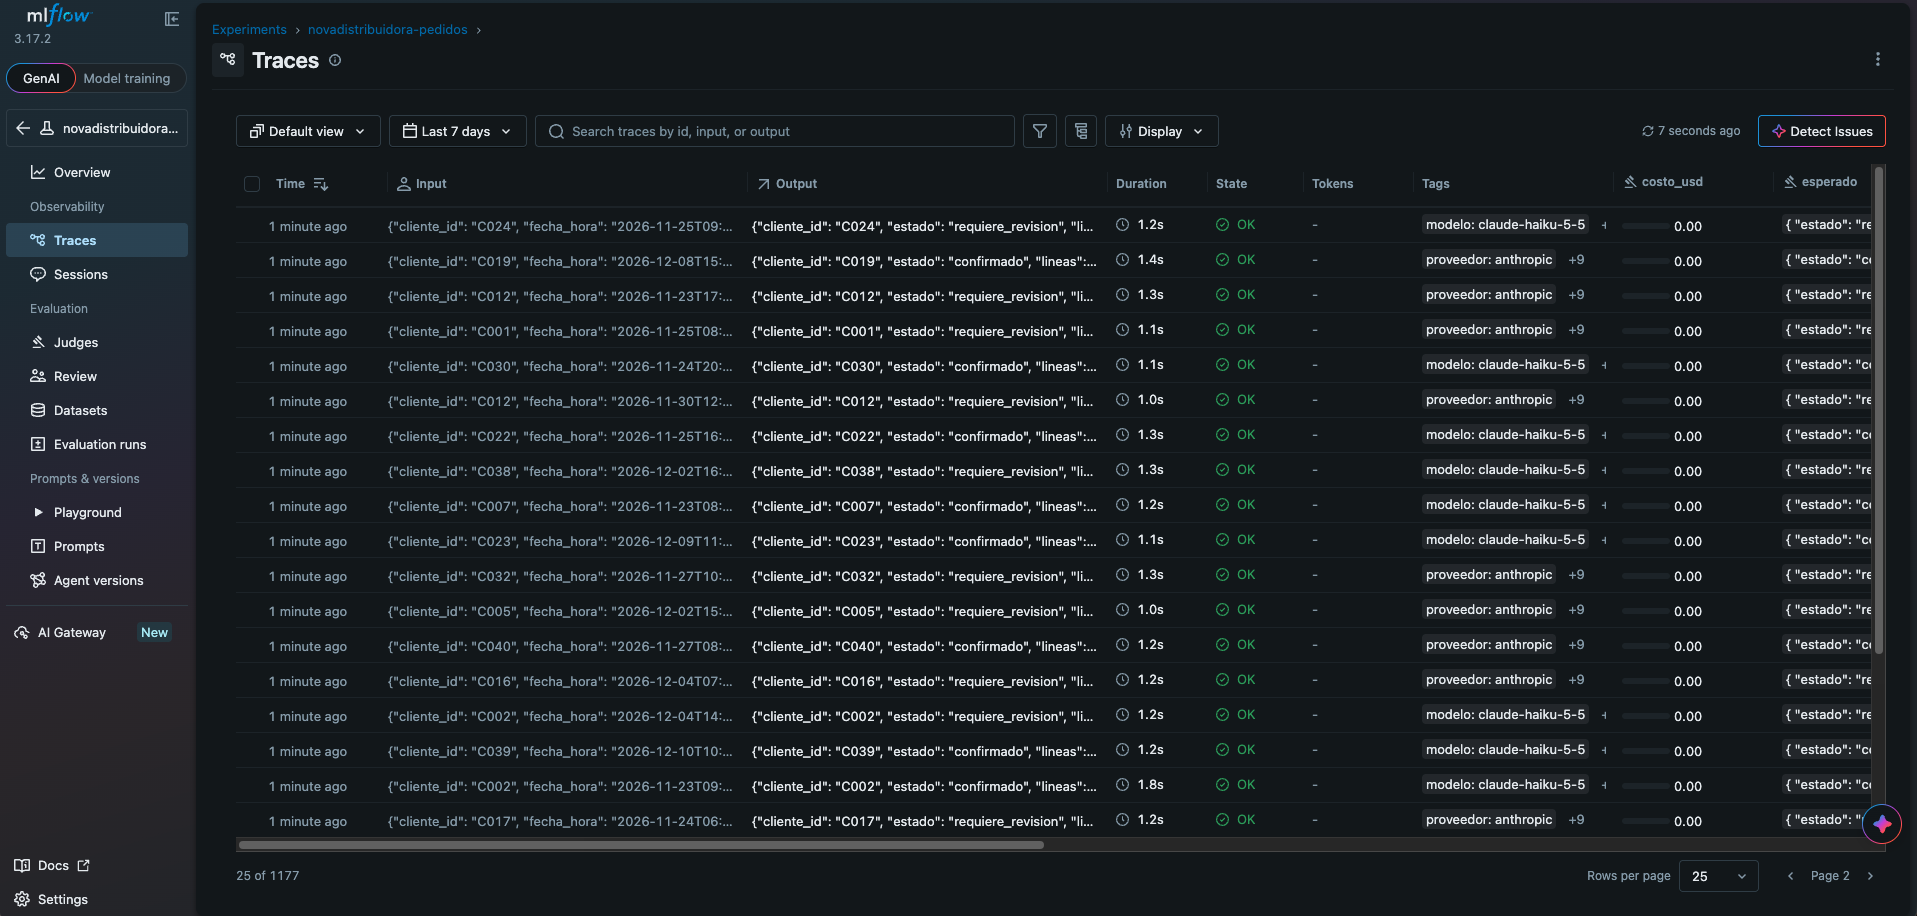 mlflow
3.17.2
GenAI Model training
novadistribuidora...
Overview
Observability
Traces
Sessions
Evaluation
Judges
Review
Datasets
Evaluation runs
Prompts & versions
Playground
Prompts
Agent versions
AI Gateway New
Docs
Settings
Experiments › novadistribuidora-pedidos ›
Traces
Default view Last 7 days Search traces by id, input, or output Display 7 seconds ago Detect Issues
Time Input Output Duration State Tokens Tags costo_usd esperado
1 minute ago {"cliente_id": "C024", "fecha_hora": "2026-11-25T09:... {"cliente_id": "C024", "estado": "requiere_revision", "li... 1.2s OK - modelo: claude-haiku-5-5 + 0.00 { "estado": "re
1 minute ago {"cliente_id": "C019", "fecha_hora": "2026-12-08T15:... {"cliente_id": "C019", "estado": "confirmado", "lineas":... 1.4s OK - proveedor: anthropic +9 0.00 { "estado": "co
1 minute ago {"cliente_id": "C012", "fecha_hora": "2026-11-23T17:... {"cliente_id": "C012", "estado": "requiere_revision", "li... 1.3s OK - proveedor: anthropic +9 0.00 { "estado": "re
1 minute ago {"cliente_id": "C001", "fecha_hora": "2026-11-25T08:... {"cliente_id": "C001", "estado": "requiere_revision", "li... 1.1s OK - proveedor: anthropic +9 0.00 { "estado": "re
1 minute ago {"cliente_id": "C030", "fecha_hora": "2026-11-24T20:... {"cliente_id": "C030", "estado": "confirmado", "lineas":... 1.1s OK - modelo: claude-haiku-5-5 + 0.00 { "estado": "co
1 minute ago {"cliente_id": "C012", "fecha_hora": "2026-11-30T12:... {"cliente_id": "C012", "estado": "requiere_revision", "li... 1.0s OK - proveedor: anthropic +9 0.00 { "estado": "re
1 minute ago {"cliente_id": "C022", "fecha_hora": "2026-11-25T16:... {"cliente_id": "C022", "estado": "confirmado", "lineas":... 1.3s OK - modelo: claude-haiku-5-5 + 0.00 { "estado": "co
1 minute ago {"cliente_id": "C038", "fecha_hora": "2026-12-02T16:... {"cliente_id": "C038", "estado": "requiere_revision", "li... 1.3s OK - modelo: claude-haiku-5-5 + 0.00 { "estado": "re
1 minute ago {"cliente_id": "C007", "fecha_hora": "2026-11-23T08:... {"cliente_id": "C007", "estado": "confirmado", "lineas":... 1.2s OK - modelo: claude-haiku-5-5 + 0.00 { "estado": "co
1 minute ago {"cliente_id": "C023", "fecha_hora": "2026-12-09T11:... {"cliente_id": "C023", "estado": "confirmado", "lineas":... 1.1s OK - modelo: claude-haiku-5-5 + 0.00 { "estado": "co
1 minute ago {"cliente_id": "C032", "fecha_hora": "2026-11-27T10:... {"cliente_id": "C032", "estado": "requiere_revision", "li... 1.3s OK - proveedor: anthropic +9 0.00 { "estado": "re
1 minute ago {"cliente_id": "C005", "fecha_hora": "2026-12-02T15:... {"cliente_id": "C005", "estado": "requiere_revision", "li... 1.0s OK - proveedor: anthropic +9 0.00 { "estado": "re
1 minute ago {"cliente_id": "C040", "fecha_hora": "2026-11-27T08:... {"cliente_id": "C040", "estado": "confirmado", "lineas":... 1.2s OK - proveedor: anthropic +9 0.00 { "estado": "co
1 minute ago {"cliente_id": "C016", "fecha_hora": "2026-12-04T07:... {"cliente_id": "C016", "estado": "requiere_revision", "li... 1.2s OK - proveedor: anthropic +9 0.00 { "estado": "re
1 minute ago {"cliente_id": "C002", "fecha_hora": "2026-12-04T14:... {"cliente_id": "C002", "estado": "requiere_revision", "li... 1.2s OK - modelo: claude-haiku-5-5 + 0.00 { "estado": "re
1 minute ago {"cliente_id": "C039", "fecha_hora": "2026-12-10T10:... {"cliente_id": "C039", "estado": "confirmado", "lineas":... 1.2s OK - modelo: claude-haiku-5-5 + 0.00 { "estado": "co
1 minute ago {"cliente_id": "C002", "fecha_hora": "2026-11-23T09:... {"cliente_id": "C002", "estado": "confirmado", "lineas":... 1.8s OK - modelo: claude-haiku-5-5 + 0.00 { "estado": "co
1 minute ago {"cliente_id": "C017", "fecha_hora": "2026-11-24T06:... {"cliente_id": "C017", "estado": "requiere_revision", "li... 1.2s OK - proveedor: anthropic +9 0.00 { "estado": "
25 of 1177 Rows per page 25 Page 2